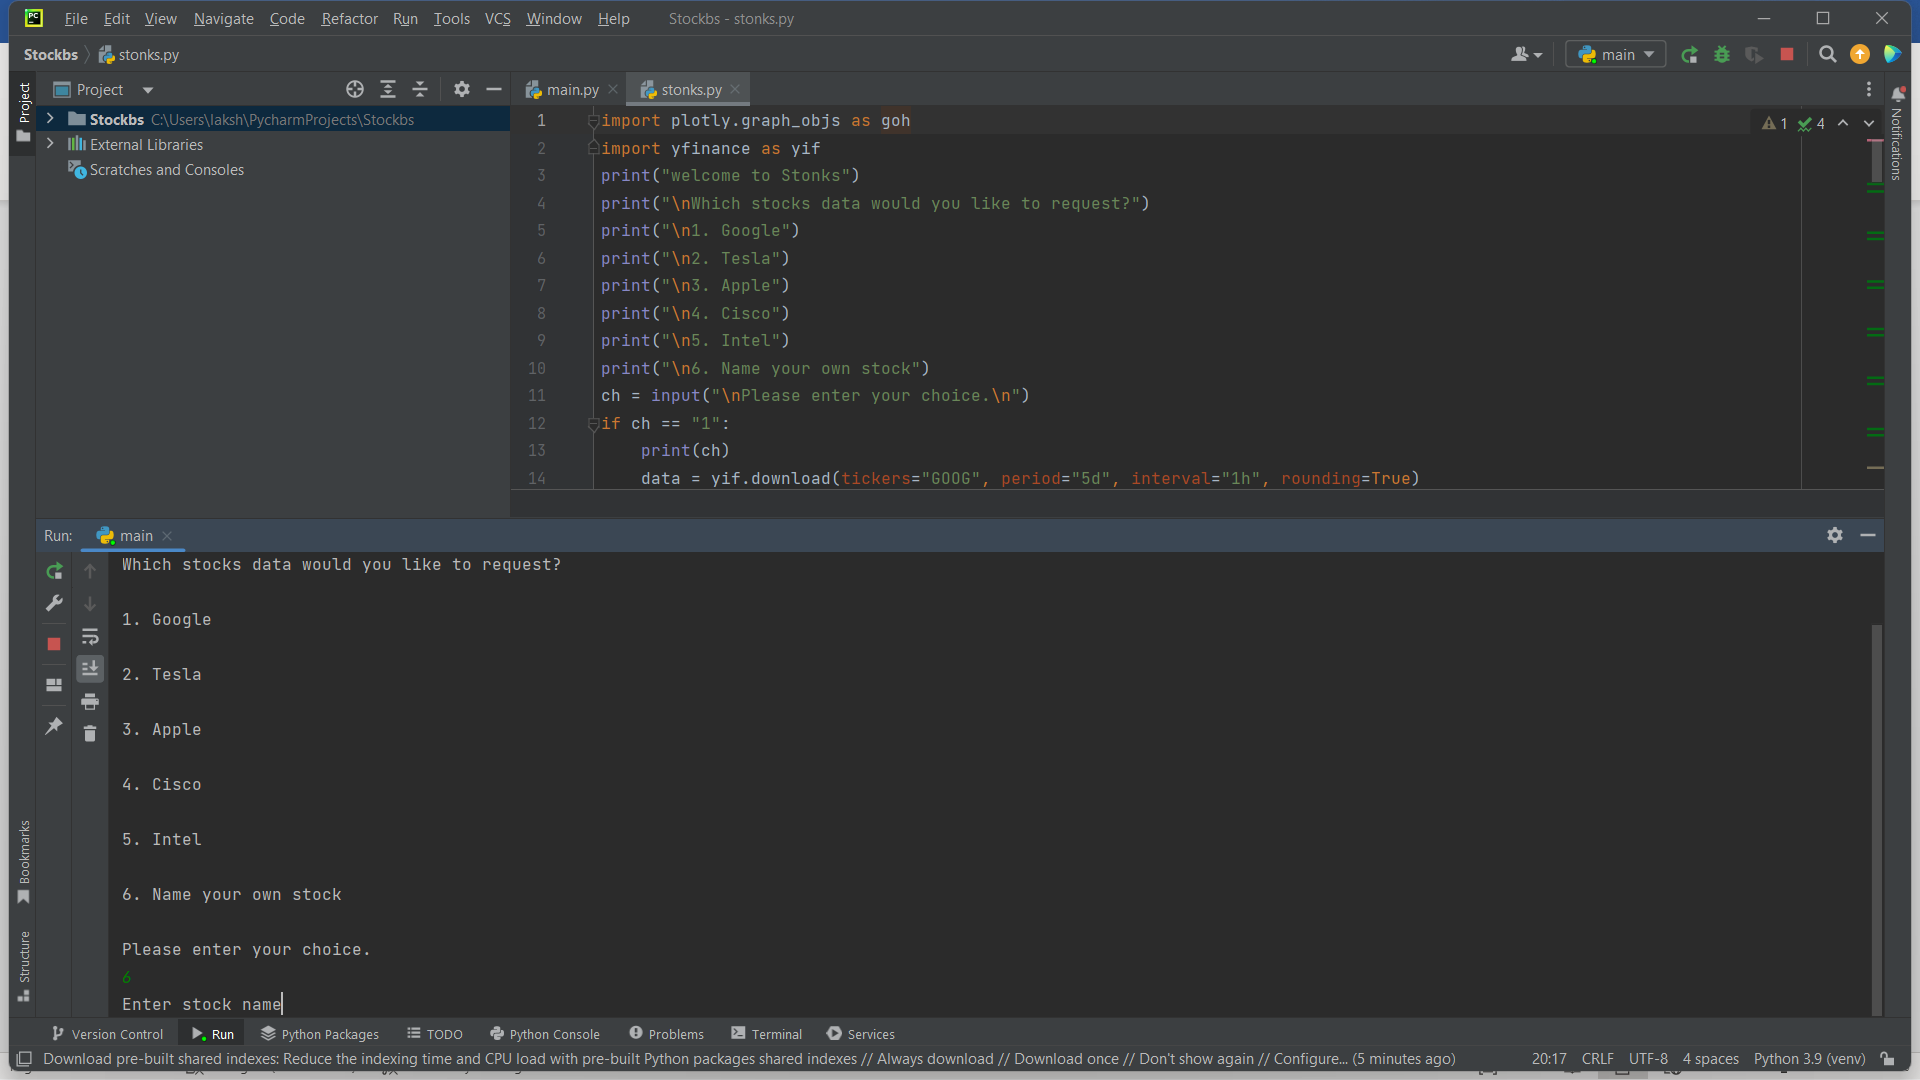 PC
File Edit View Navigate Code Refactor Run Tools VCS Window Help Stockbs - stonks.py
Stockbs stonks.py main
Project
Project
main.py stonks.py
Stockbs C:\Users\laksh\PycharmProjects\Stockbs
External Libraries
Scratches and Consoles
1 import plotly.graph_objs as goh
2 import yfinance as yif
3 print("welcome to Stonks")
4 print("\nWhich stocks data would you like to request?")
5 print("\n1. Google")
6 print("\n2. Tesla")
7 print("\n3. Apple")
8 print("\n4. Cisco")
9 print("\n5. Intel")
10 print("\n6. Name your own stock")
11 ch = input("\nPlease enter your choice.\n")
12 if ch == "1":
13 print(ch)
14 data = yif.download(tickers="GOOG", period="5d", interval="1h", rounding=True)
1 4
Notifications
Run: main
Which stocks data would you like to request?
1. Google
2. Tesla
3. Apple
4. Cisco
5. Intel
6. Name your own stock
Please enter your choice.
6
Enter stock name
Bookmarks
Structure
Version Control Run Python Packages TODO Python Console Problems Terminal Services
Download pre-built shared indexes: Reduce the indexing time and CPU load with pre-built Python packages shared indexes // Always download // Download once // Don't show again // Configure... (5 minutes ago) 20:17 CRLF UTF-8 4 spaces Python 3.9 (venv)